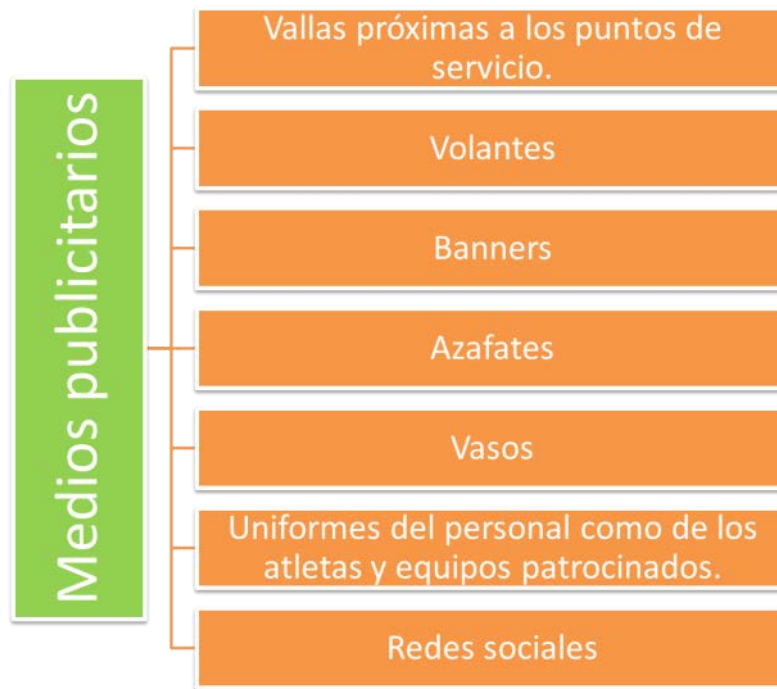 Medios publicitarios
Vallas próximas a los puntos de
servicio.
Volantes
Banners
Azafates
Vasos
Uniformes del personal como de los
atletas y equipos patrocinados.
Redes sociales